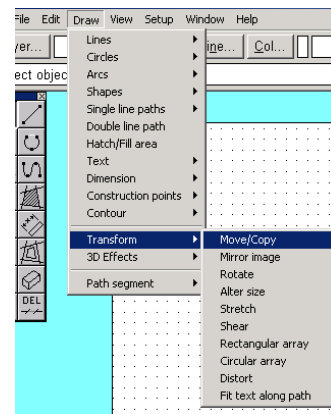 File Edit Draw View Setup Window Help
yer... ine... Col...
ect objec
Lines
Circles
Arcs
Shapes
Single line paths
Double line path
Hatch/Fill area
Text
Dimension
Construction points
Contour
Transform
3D Effects
Path segment
Move/Copy
Mirror image
Rotate
Alter size
Stretch
Shear
Rectangular array
Circular array
Distort
Fit text along path
DEL